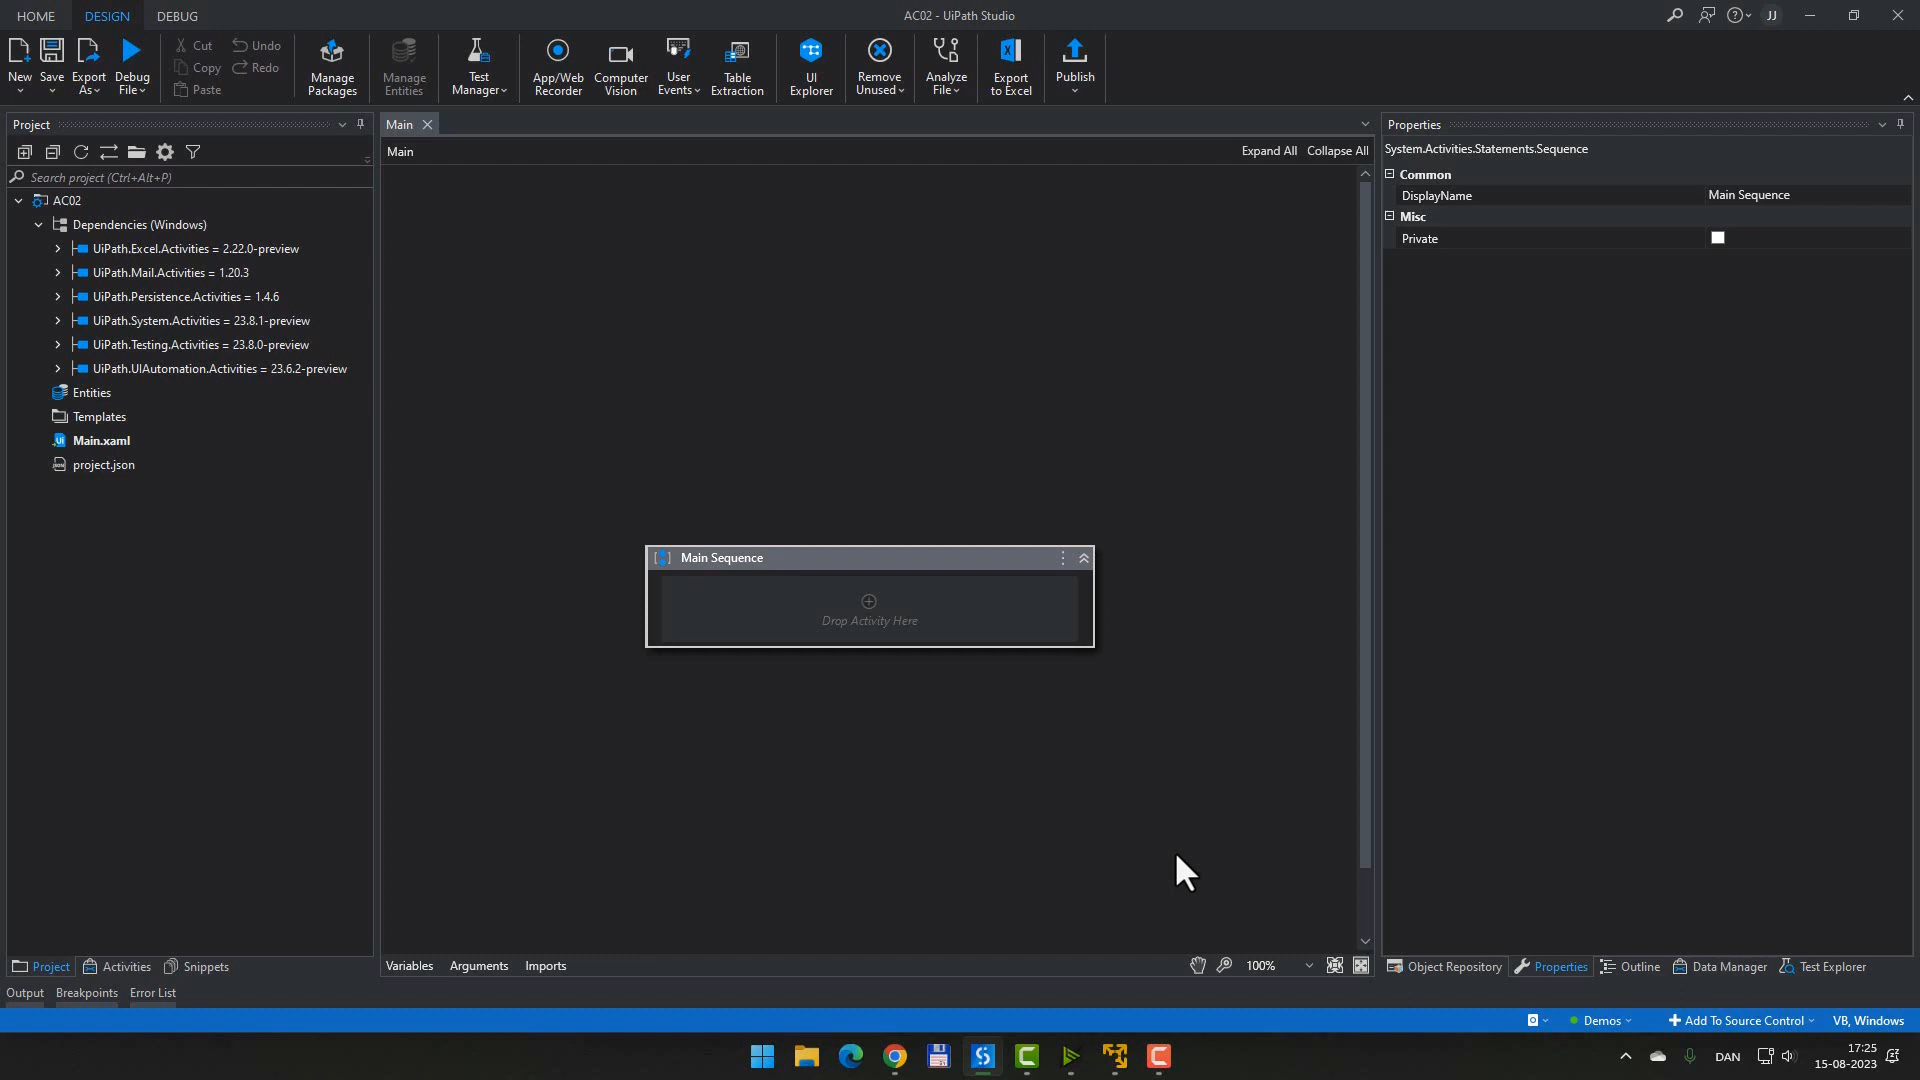 HOME
DESIGN
DEBUG
AC02 - UiPath Studio
JJ
New
Save
Export As
Debug File
Cut
Copy
Paste
Undo
Redo
Manage Packages
Manage Entities
Test Manager
App/Web Recorder
Computer Vision
User Events
Table Extraction
UI Explorer
Remove Unused
Analyze File
Export to Excel
Publish
Project
Search project (Ctrl+Alt+P)
AC02
Dependencies (Windows)
UiPath.Excel.Activities = 2.22.0-preview
UiPath.Mail.Activities = 1.20.3
UiPath.Persistence.Activities = 1.4.6
UiPath.System.Activities = 23.8.1-preview
UiPath.Testing.Activities = 23.8.0-preview
UiPath.UIAutomation.Activities = 23.6.2-preview
Entities
Templates
Main.xaml
project.json
Main
Main
Expand All
Collapse All
Main Sequence
Drop Activity Here
Properties
System.Activities.Statements.Sequence
Common
DisplayName
Main Sequence
Misc
Private
Project
Activities
Snippets
Variables
Arguments
Imports
100%
Object Repository
Properties
Outline
Data Manager
Test Explorer
Output
Breakpoints
Error List
Demos
Add To Source Control
VB, Windows
DAN
17:25
15-08-2023